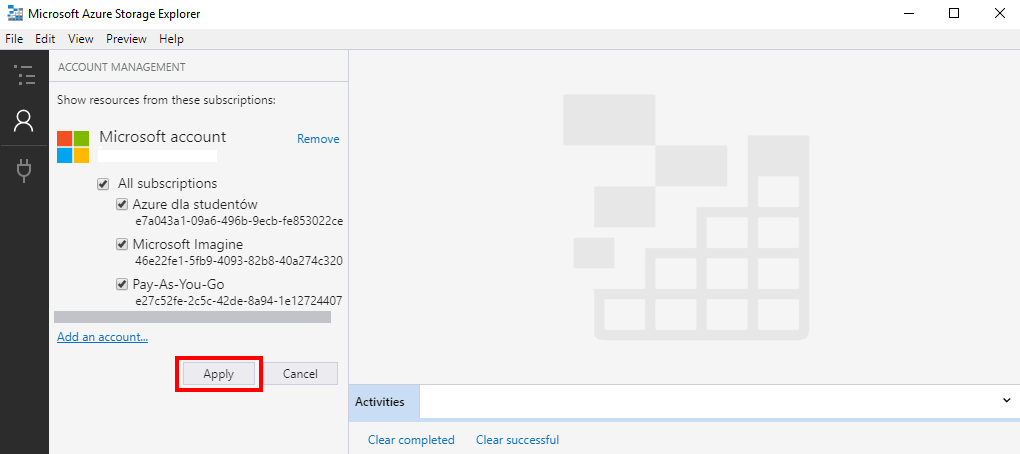 Microsoft Azure Storage Explorer
File Edit View Preview Help
ACCOUNT MANAGEMENT
Show resources from these subscriptions:
Microsoft account
Remove
All subscriptions
Azure dla studentów
e7a043a1-09a6-496b-9ecb-fe853022ce
Microsoft Imagine
46e22fe1-5fb9-4093-82b8-40a274c320
Pay-As-You-Go
e27c52fe-2c5c-42de-8a94-1e12724407
Add an account...
Apply Cancel
Activities
Clear completed Clear successful